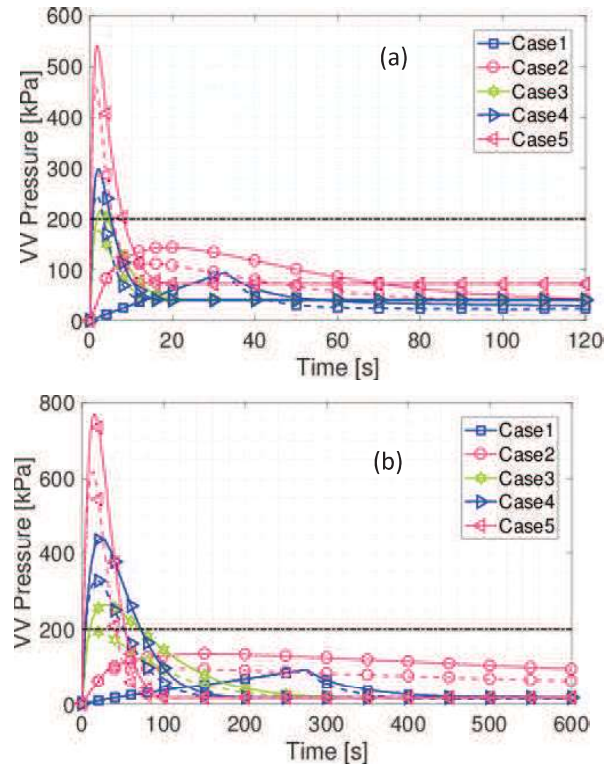 600
500
400
300
200
100
0
VV Pressure [kPa]
(a)
Case1
Case2
Case3
Case4
Case5
0 20 40 60 80 100 120
Time [s]
800
600
400
200
0
VV Pressure [kPa]
(b)
Case1
Case2
Case3
Case4
Case5
0 100 200 300 400 500 600
Time [s]